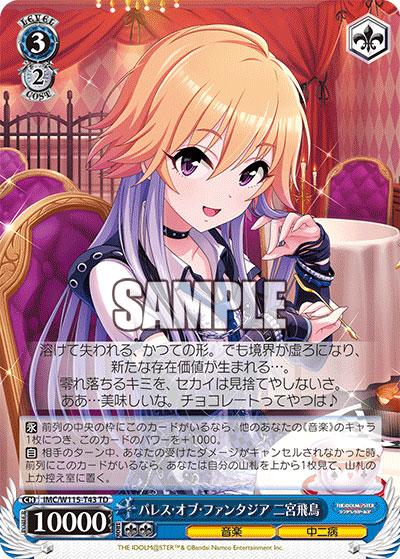 LEVEL
3
2
COST
SAMPLE
溶けて失われる、かつての形。でも境界が虚ろになり、
新たな存在価値が生まれる…。
零れ落ちるキミを、セカイは見捨てやしないさ。
ああ…美味しいな。チョコレートってやつは♪
永 前列の中央の枠にこのカードがいるなら、他のあなたの《音楽》のキャラ
1枚につき、このカードのパワーを+1000。
自 相手のターン中、あなたの受けたダメージがキャンセルされなかった時、
前列にこのカードがいるなら、あなたは自分の山札を上から1枚見て、山札の
上か控え室に置く。
IMC/W115-T43 TD
パレス・オブ・ファンタジア 二宮飛鳥
10000
音楽
中二病
THE IDOLM@STER
シンデレラガールズ
THE IDOLM@STER™&©Bandai Namco Entertainment Inc.